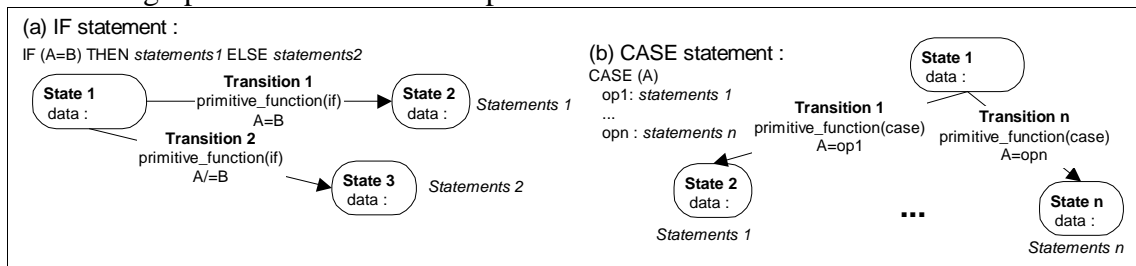 (a) IF statement :
IF (A=B) THEN statements1 ELSE statements2
State 1
data :
Transition 1
primitive_function(if)
A=B
State 2
data :
Statements 1
Transition 2
primitive_function(if)
A/=B
State 3
data :
Statements 2
(b) CASE statement :
CASE (A)
op1: statements 1
...
opn : statements n
State 1
data :
Transition 1
primitive_function(case)
A=op1
Transition n
primitive_function(case)
A=opn
State 2
data :
Statements 1
...
State n
data :
Statements n